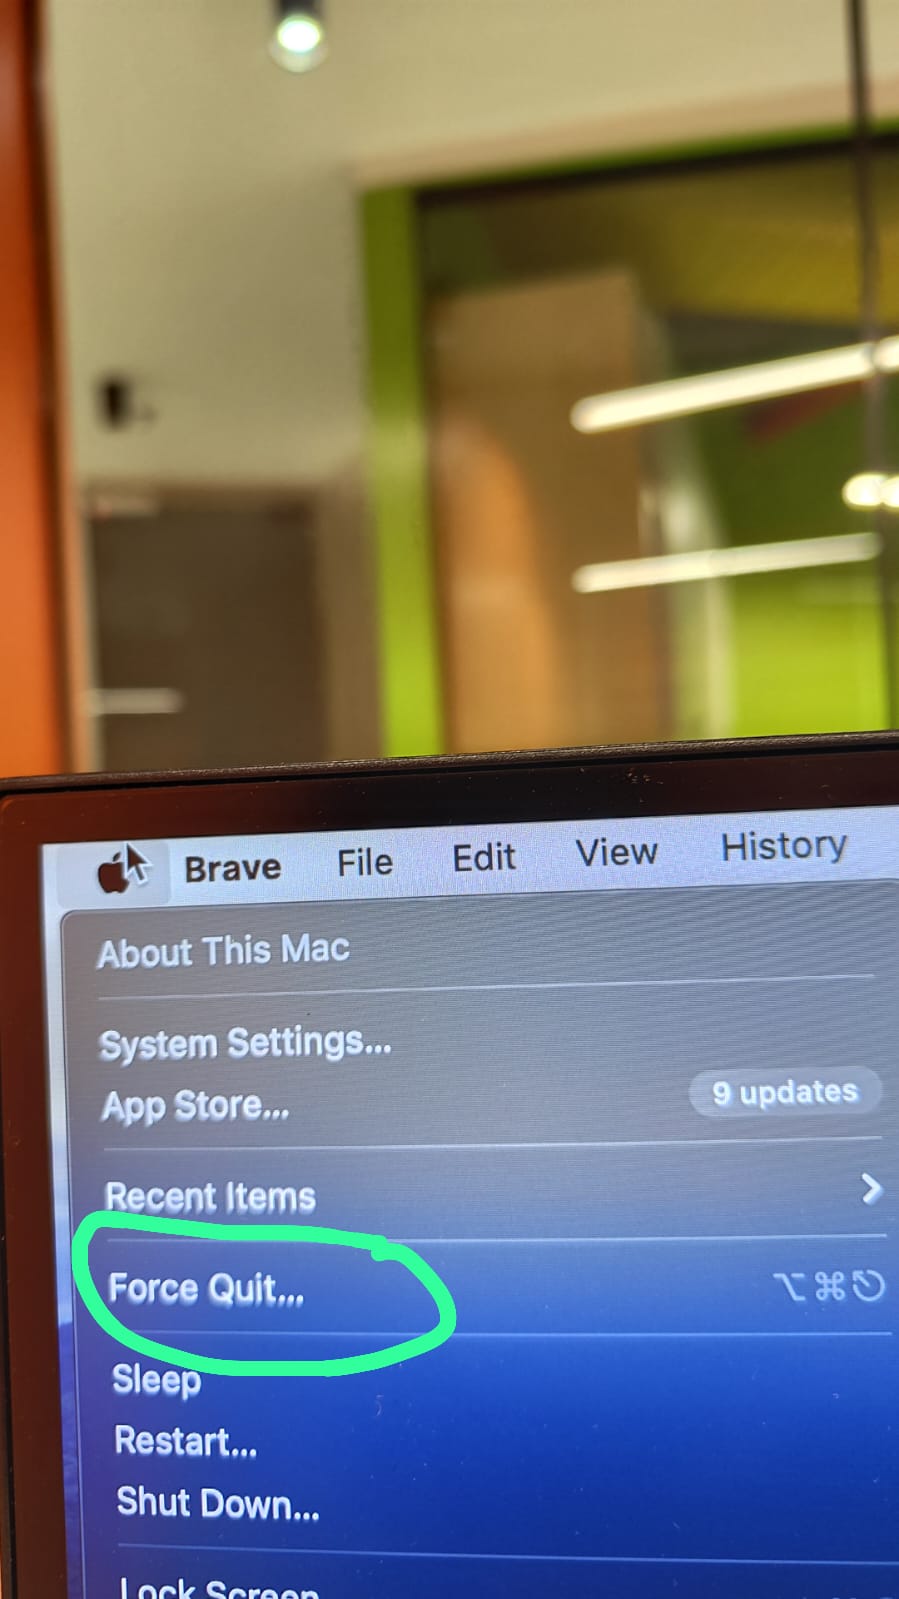 Brave File Edit View History
About This Mac
System Settings...
App Store... 9 updates
Recent Items
Force Quit... ⌥⌘⎋
Sleep
Restart...
Shut Down...
Lock Screen